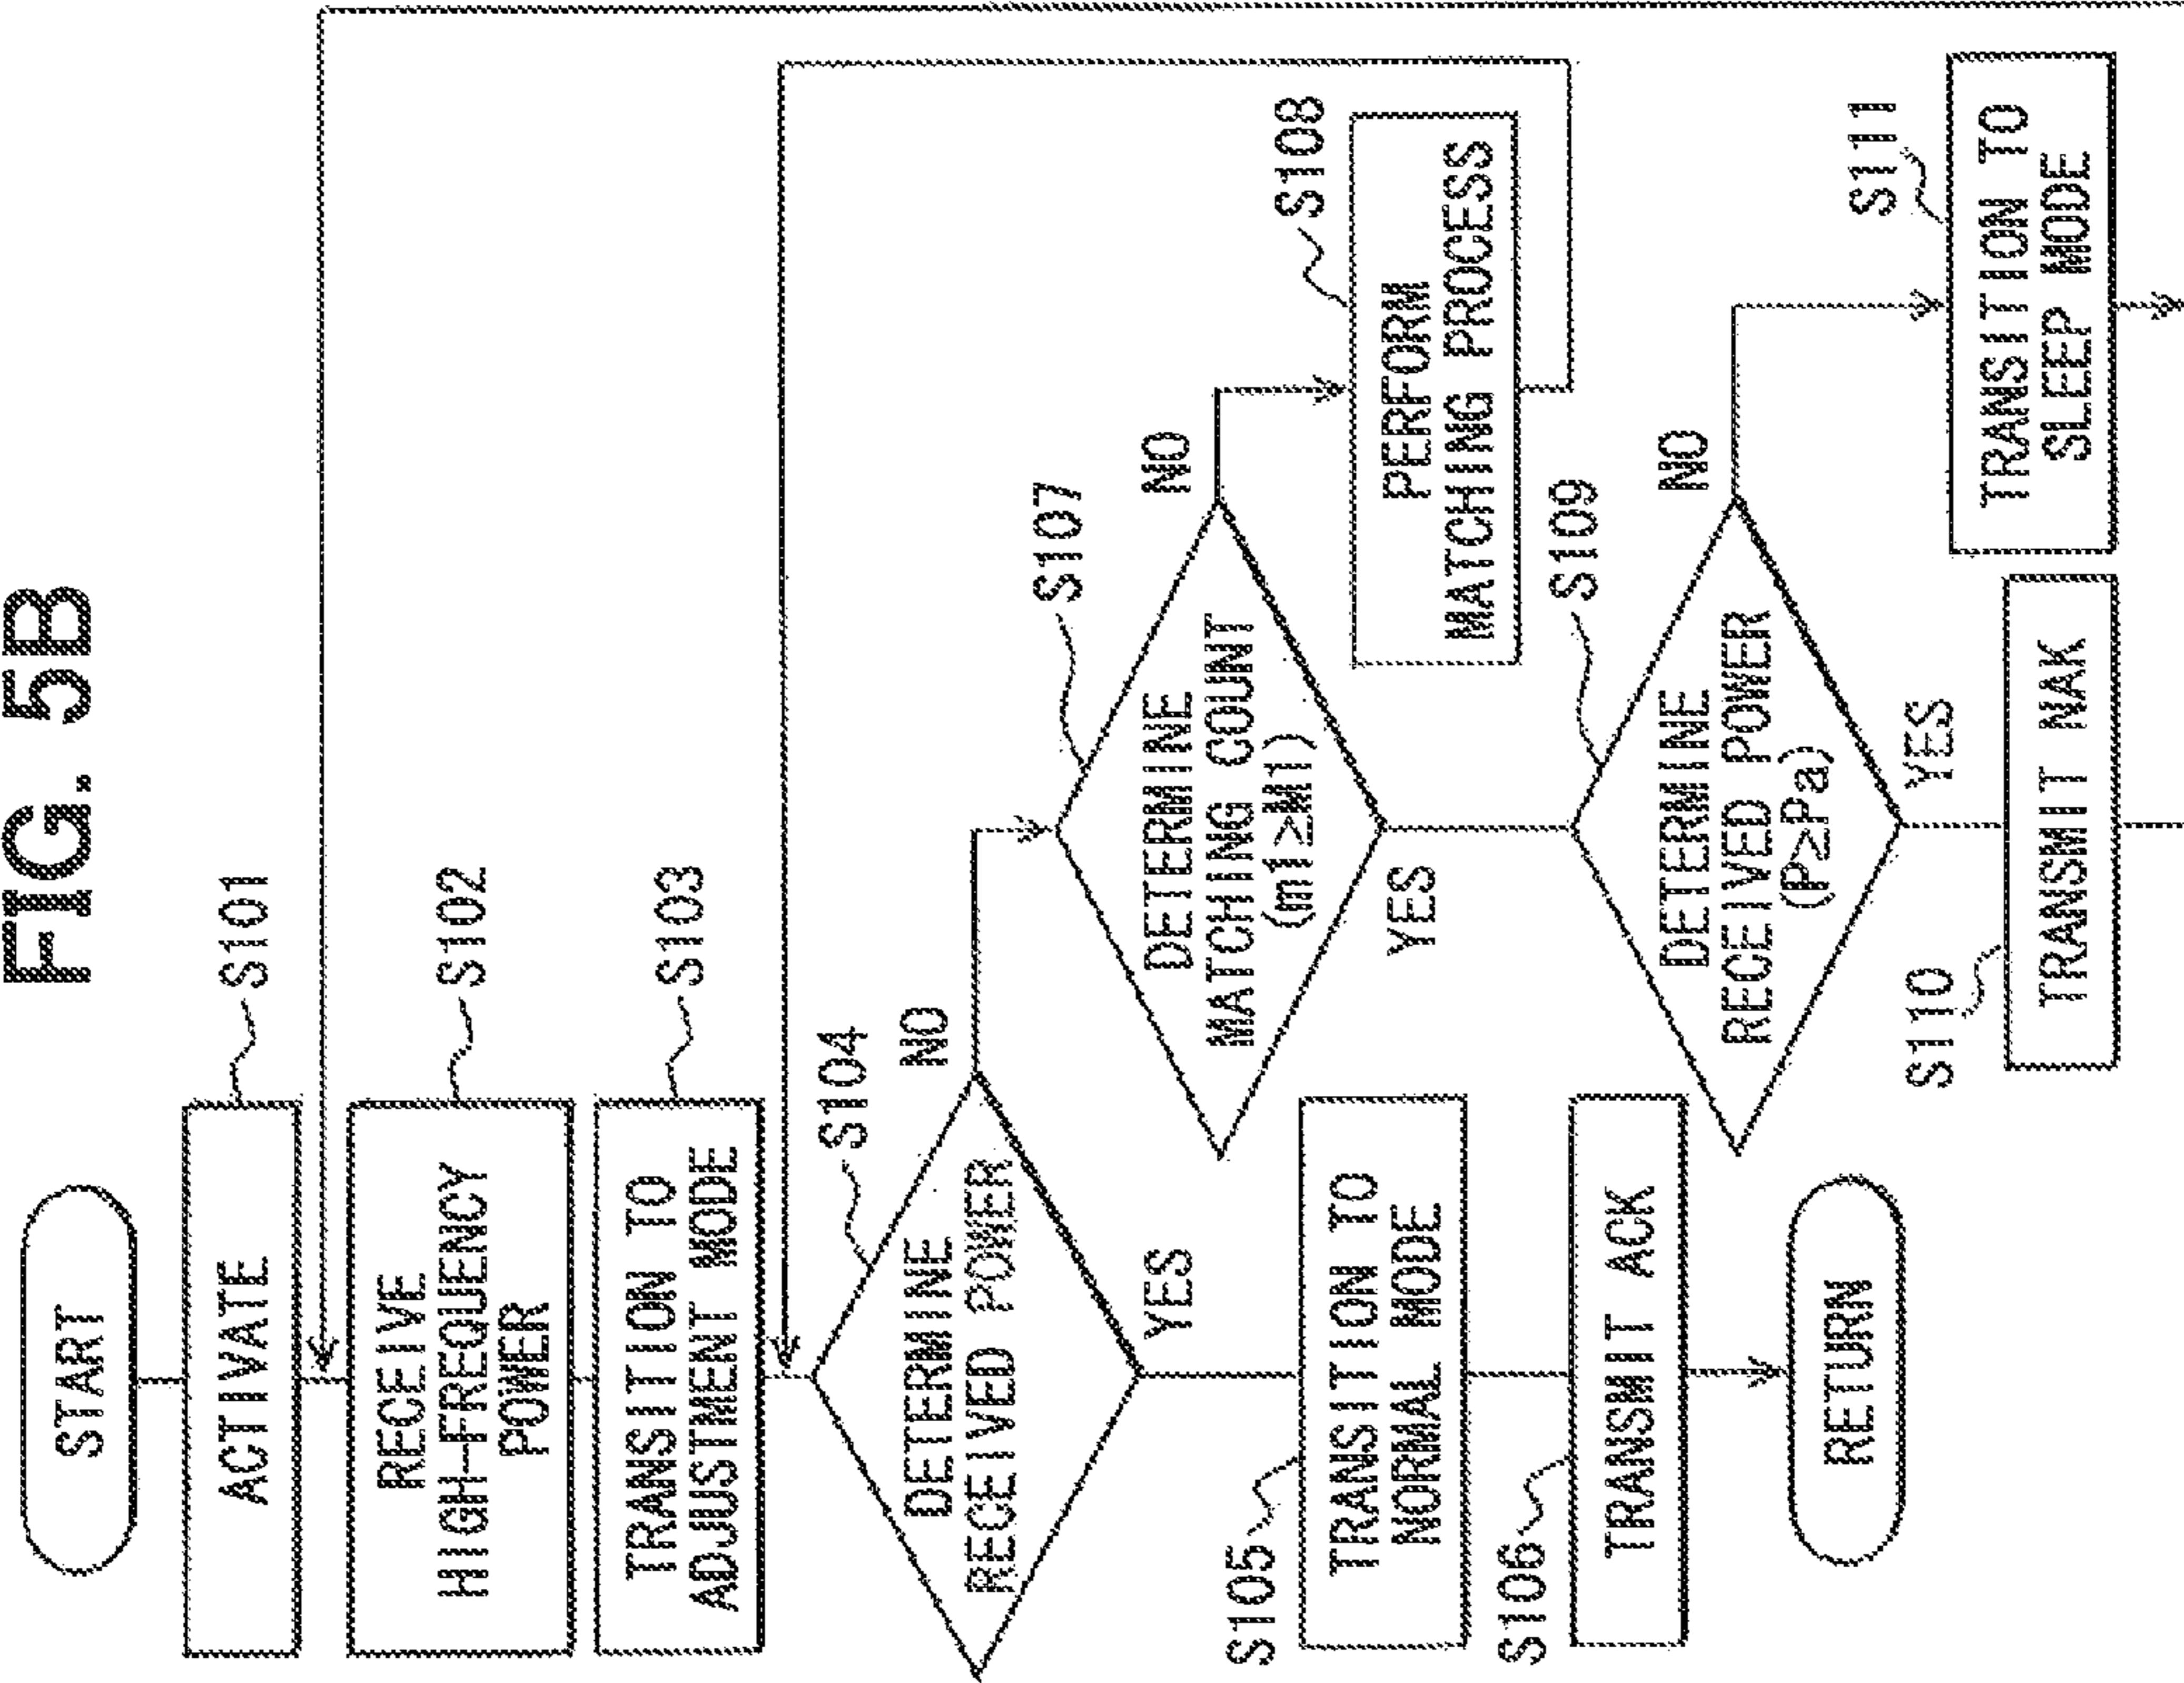 FIG. 5B
START
ACTIVATE
S101
RECEIVE
HIGH-FREQUENCY
POWER
S102
TRANSITION TO
ADJUSTMENT MODE
S103
DETERMINE
RECEIVED POWER
S104
NO
YES
TRANSITION TO
NORMAL MODE
S105
TRANSMIT ACK
S106
RETURN
DETERMINE
MATCHING COUNT
(m1≥M1)
S107
NO
YES
PERFORM
MATCHING PROCESS
S108
DETERMINE
RECEIVED POWER
(P≥Pa)
S109
NO
YES
TRANSMIT NAK
S110
TRANSITION TO
SLEEP MODE
S111